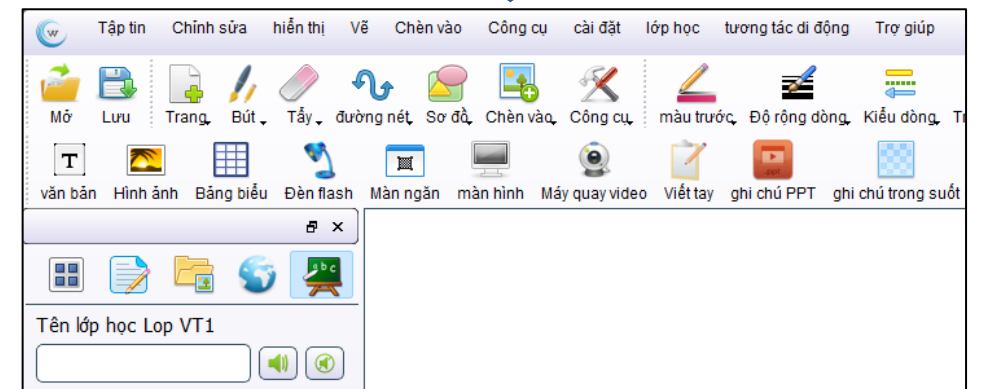 Tập tin Chỉnh sửa hiển thị Vẽ Chèn vào Công cụ cài đặt lớp học tương tác di động Trợ giúp
Mở Lưu Trang Bút Tẩy đường nét Sơ đồ Chèn vào Công cụ màu trước Độ rộng dòng Kiểu dòng
T .ppt
văn bản Hình ảnh Bảng biểu Đèn flash Màn ngăn màn hình Máy quay video Viết tay ghi chú PPT ghi chú trong suốt
abc
Tên lớp học Lop VT1